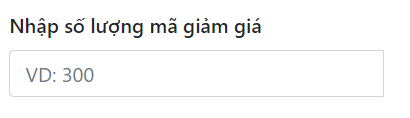 Nhập số lượng mã giảm giá
VD: 300